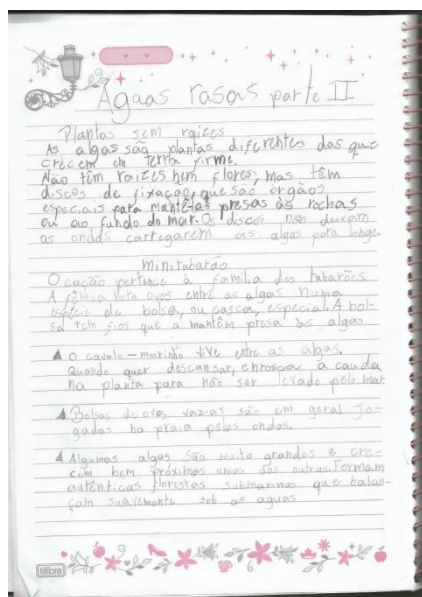 Águas rasas parte II
Plantas sem raízes
As algas são plantas diferentes das que
crecem em terra firme.
Não têm raízes nem flores, mas têm
discos de fixação, que são órgãos
especiais para mantê-las presas às rochas
ou ao fundo do mar. Os discos não deixam
as ondas carregarem as algas para longe
Minitubarão
O cação pertence à família dos tubarões.
A fêmea bota ovos entre as algas numa
espécie de bolsa, ou casca, especial. A bol-
sa tem fios que a mantêm presa às algas
▲ O cavalo-marinho vive entre as algas.
Quando quer descansar, enrosca a cauda
na planta para não ser levado pelo mar.
▲ Bolsas de ovos vazias são em geral jo-
gadas na praia pelas ondas.
▲ Algumas algas são muito grandes e cre-
cem bem próximas umas das outras. Formam
autênticas florestas submarinas que balan-
çam suavemente sob as aguas
tilibra